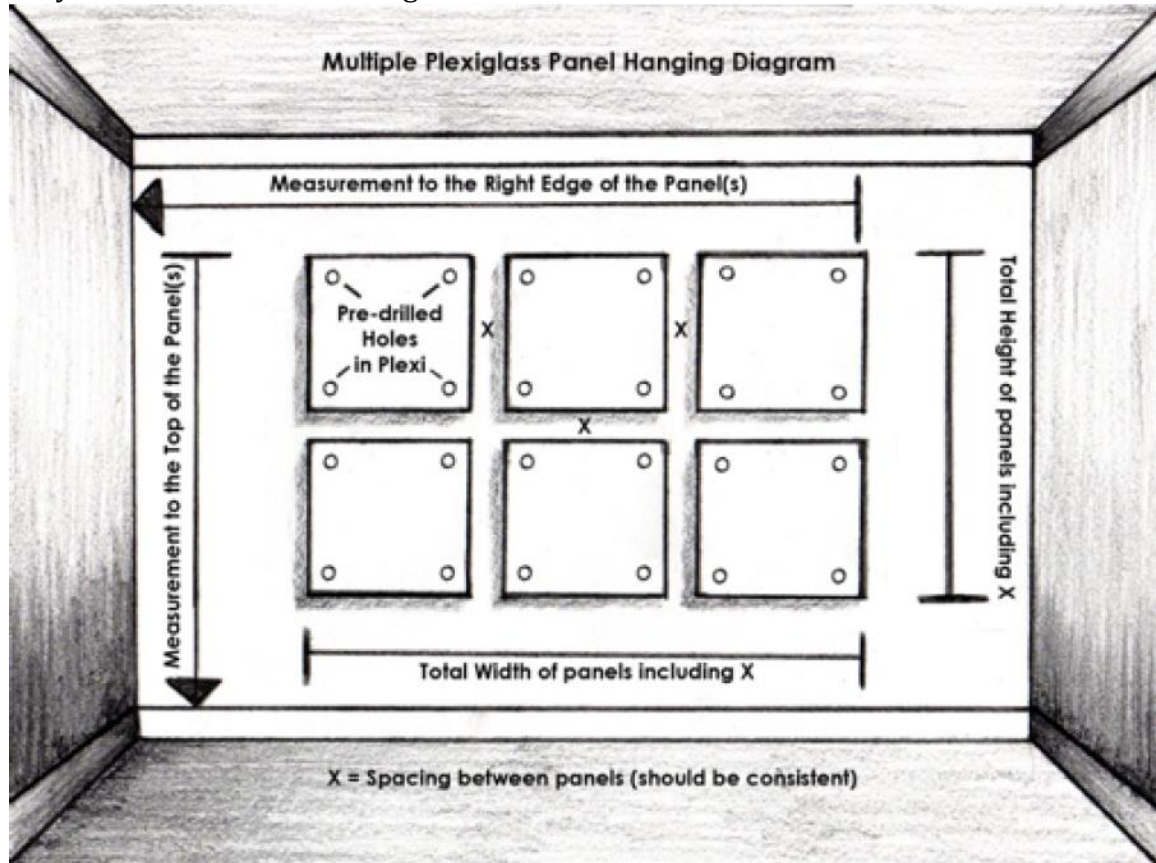 Multiple Plexiglass Panel Hanging Diagram
Measurement to the Right Edge of the Panel(s)
Measurement to the Top of the Panel(s)
Pre-drilled
Holes
in Plexi
X
X
X
Total Height of panels including X
Total Width of panels including X
X = Spacing between panels (should be consistent)